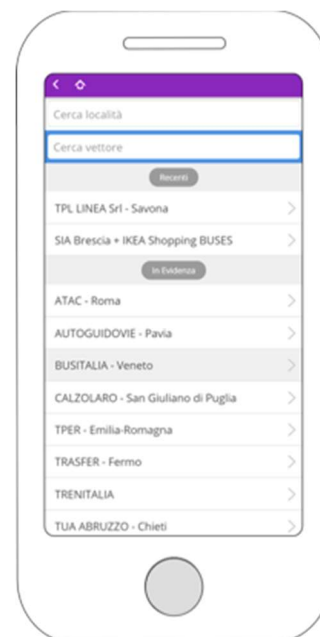 Cerca località
Cerca vettore
Recenti
TPL LINEA Srl - Savona
SIA Brescia + IKEA Shopping BUSES
In Evidenza
ATAC - Roma
AUTOGUIDOVIE - Pavia
BUSITALIA - Veneto
CALZOLARO - San Giuliano di Puglia
TPER - Emilia-Romagna
TRASFER - Fermo
TRENITALIA
TUA ABRUZZO - Chieti